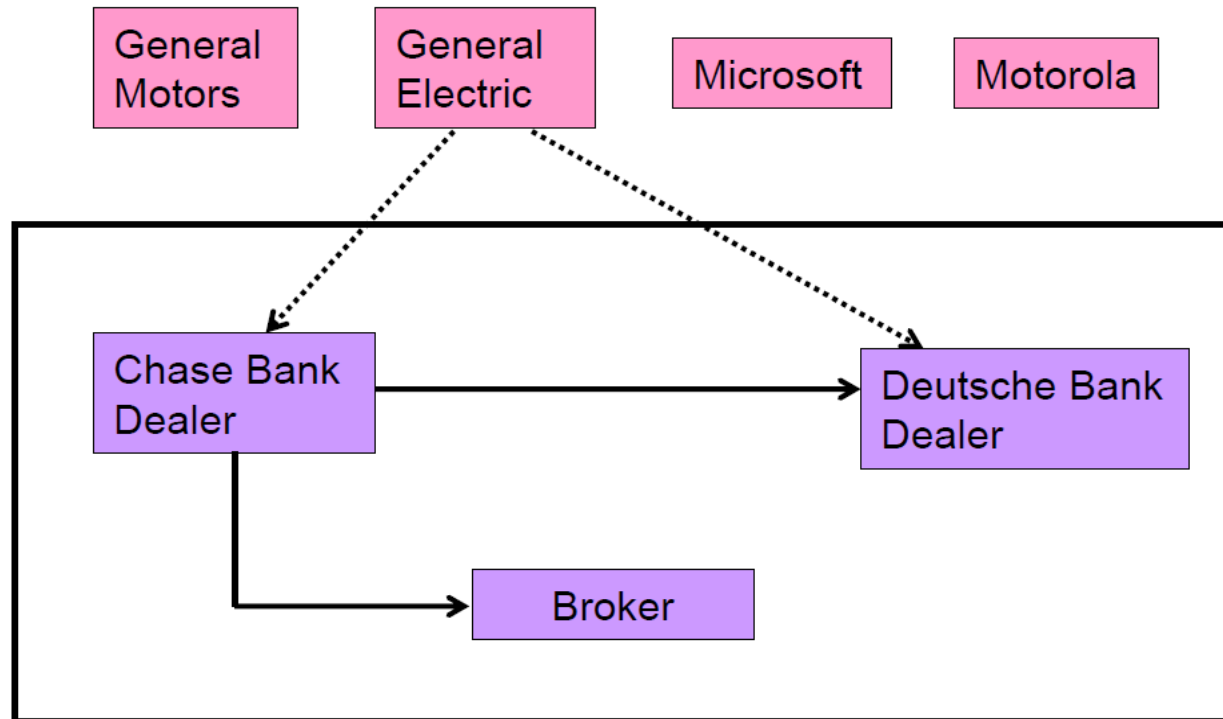 General
Motors
General
Electric
Microsoft
Motorola
Chase Bank
Dealer
Deutsche Bank
Dealer
Broker